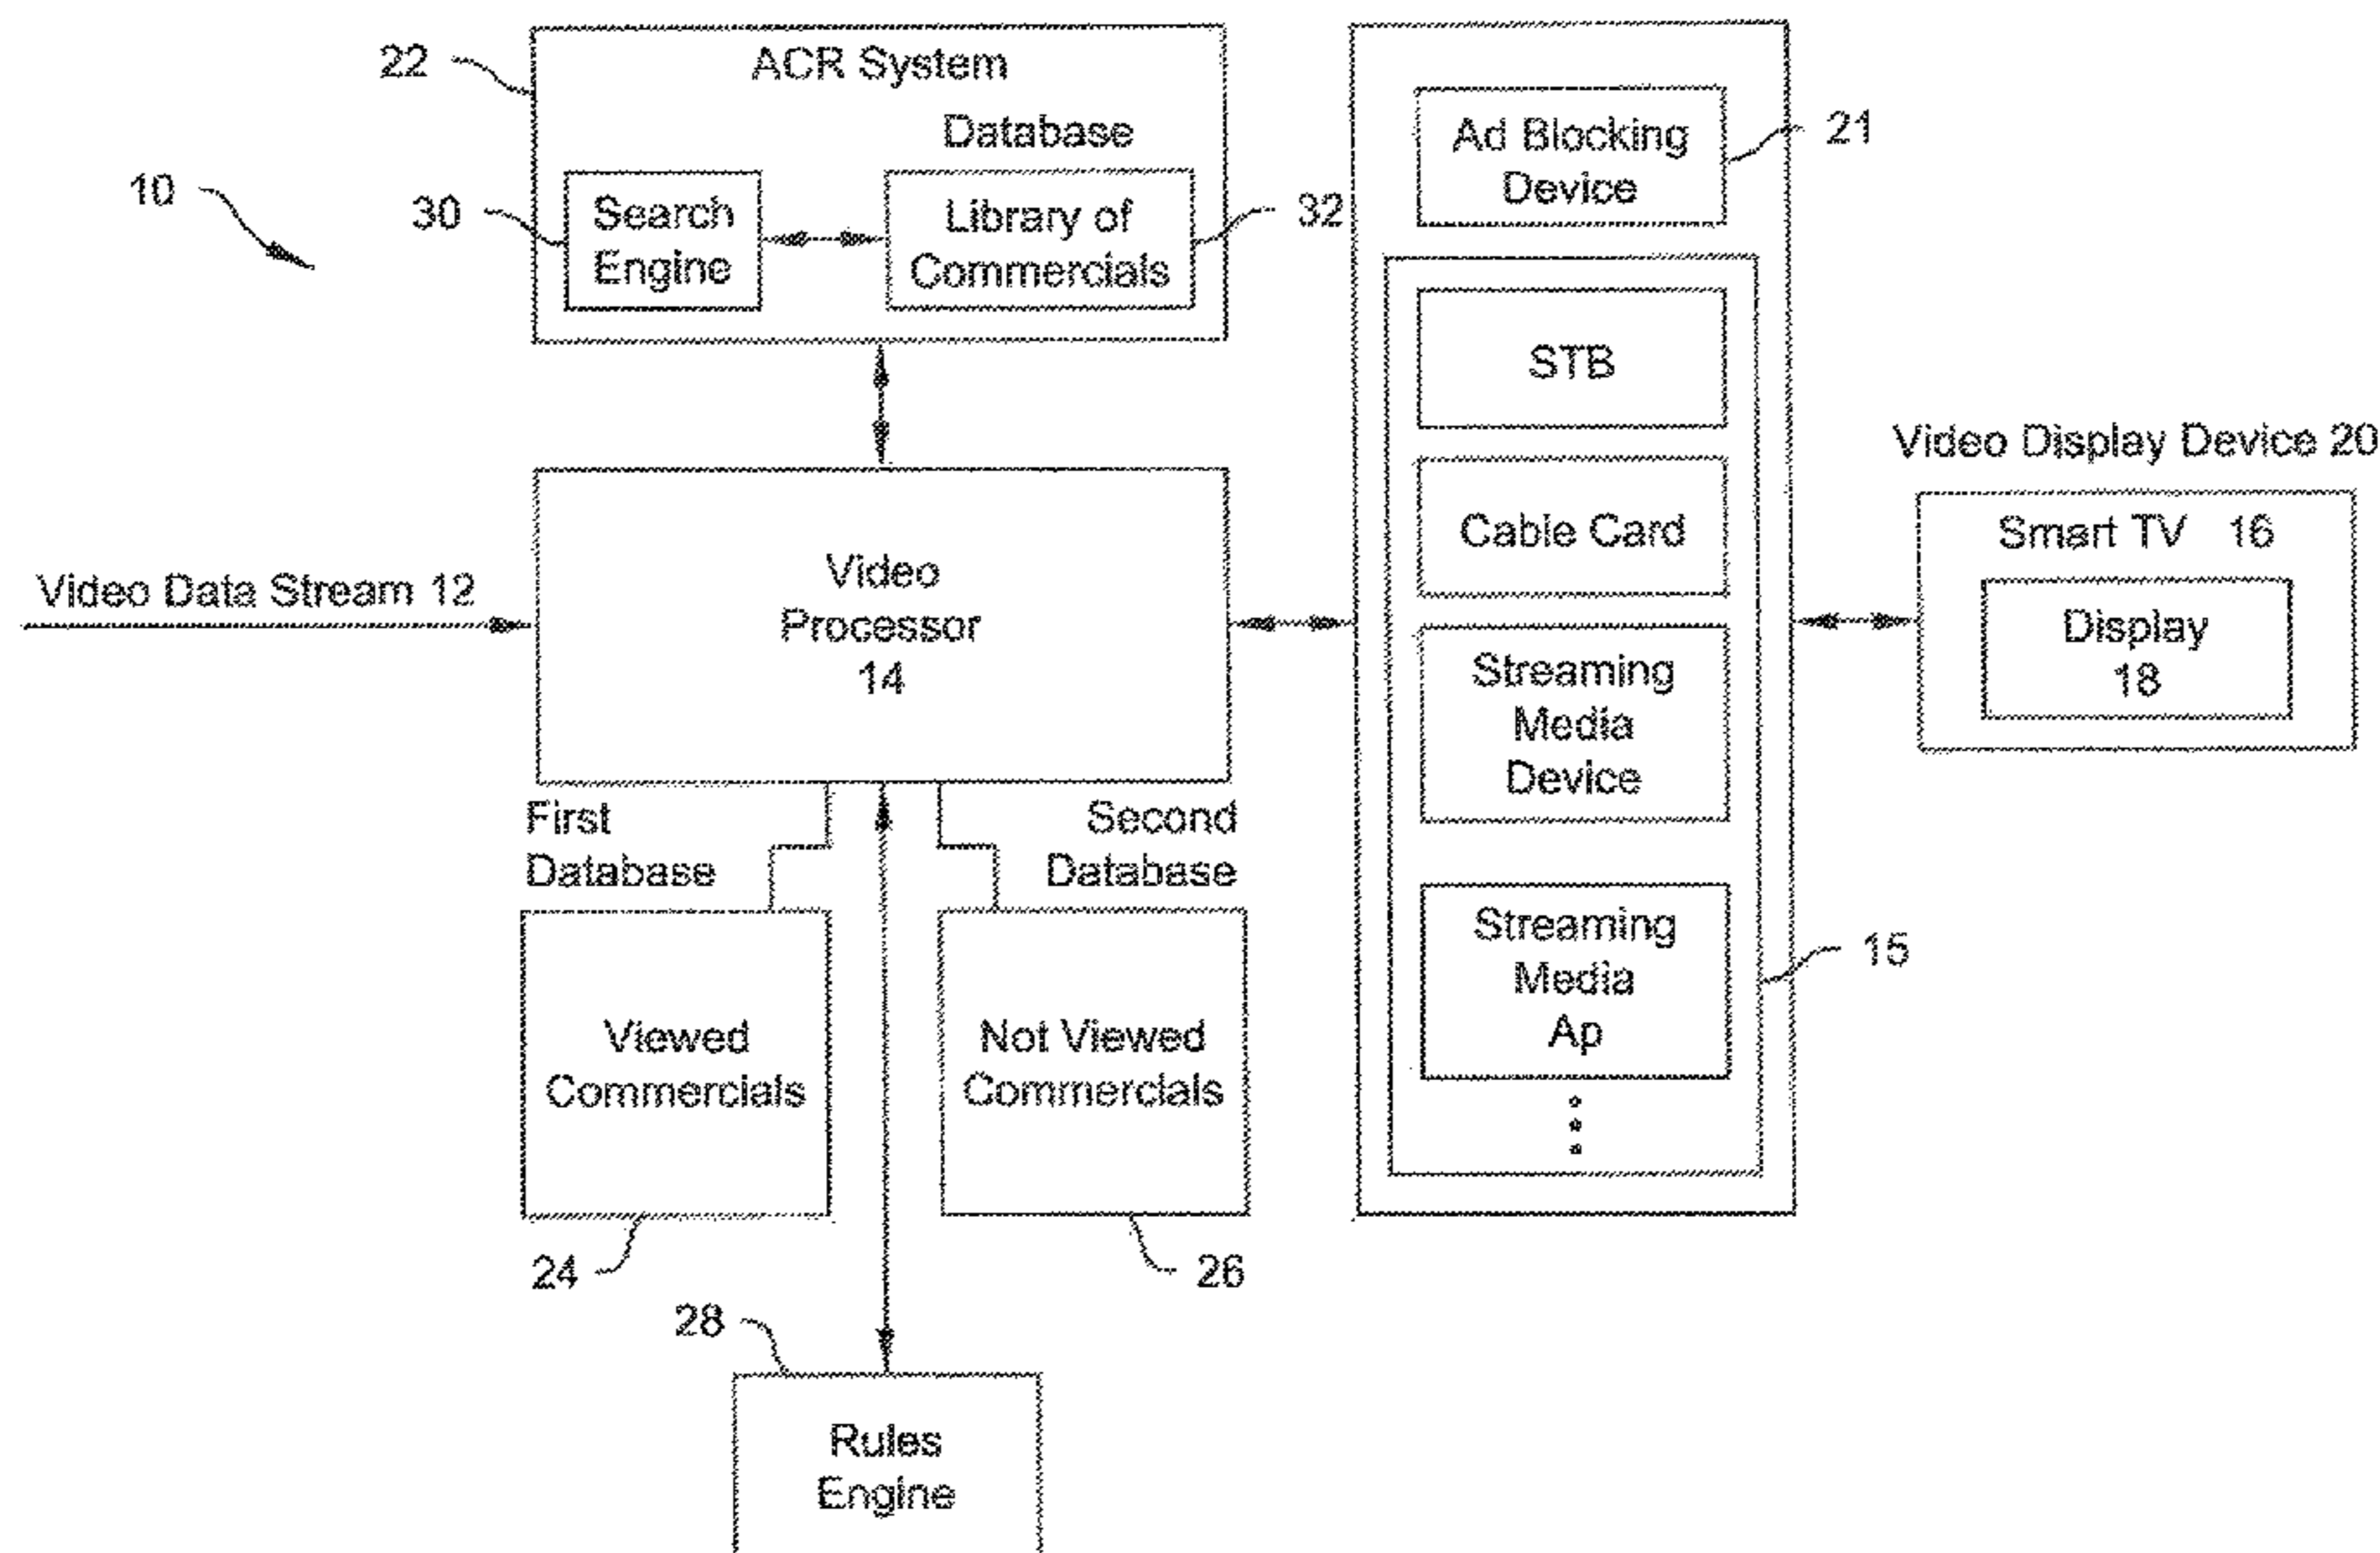 22
ACR System
Database
10
30
Search
Engine
Library of
Commercials
32
Ad Blocking
Device
21
STB
Cable Card
Streaming
Media
Device
Streaming
Media
Ap
15
Video Display Device 20
Smart TV 16
Display
18
Video Data Stream 12
Video
Processor
14
First
Database
Second
Database
Viewed
Commercials
Not Viewed
Commercials
24
26
28
Rules
Engine